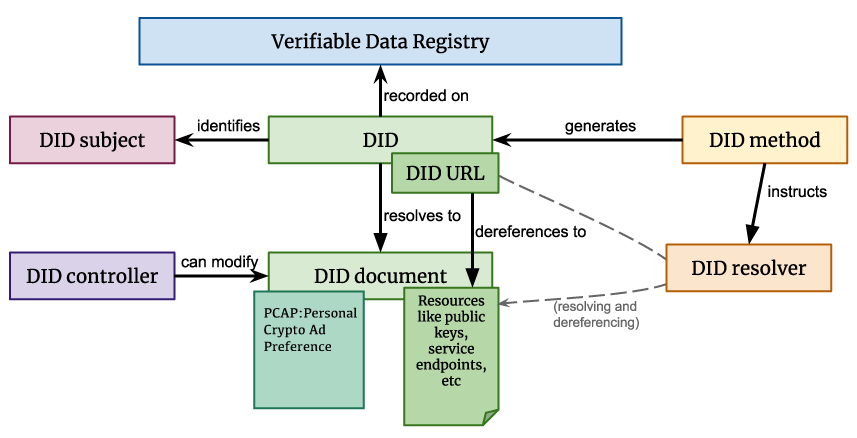 Verifiable Data Registry
recorded on
DID subject
identifies
DID
generates
DID method
DID URL
instructs
resolves to
dereferences to
DID controller
can modify
DID document
DID resolver
PCAP:Personal
Crypto Ad
Preference
Resources
like public
keys,
service
endpoints,
etc
(resolving and
dereferencing)